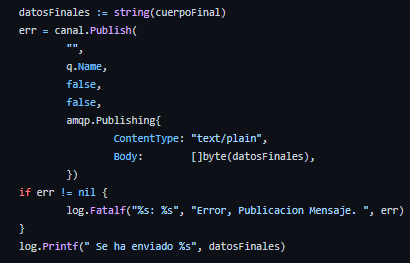 datosFinales := string(cuerpoFinal)
err = canal.Publish(
        "",
        q.Name,
        false,
        false,
        amqp.Publishing{
                ContentType: "text/plain",
                Body:        []byte(datosFinales),
        })
if err != nil {
        log.Fatalf("%s: %s", "Error, Publicacion Mensaje. ", err)
}
log.Printf(" Se ha enviado %s", datosFinales)